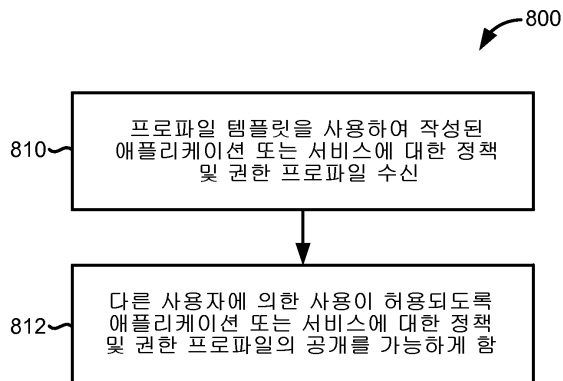 800
810
프로파일 템플릿을 사용하여 작성된
애플리케이션 또는 서비스에 대한 정책
및 권한 프로파일 수신
812
다른 사용자에 의한 사용이 허용되도록
애플리케이션 또는 서비스에 대한 정책
및 권한 프로파일의 공개를 가능하게 함